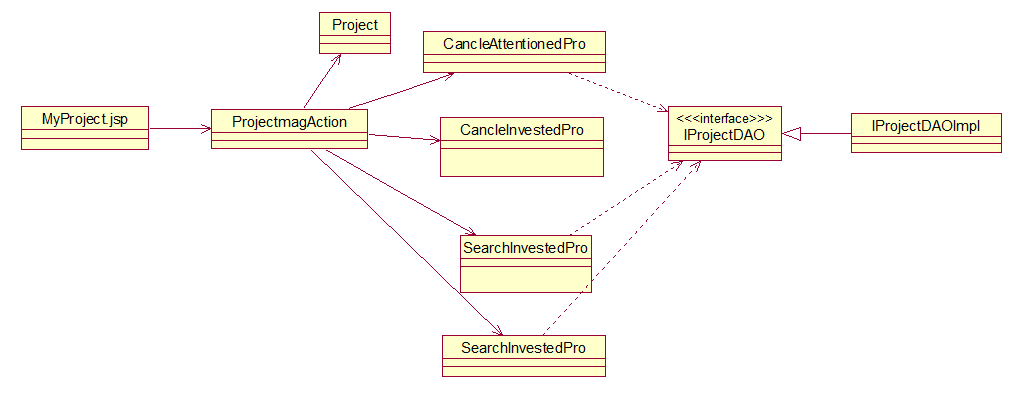 Project
CancleAttentionedPro
MyProject.jsp
ProjectmagAction
CancleInvestedPro
<<<interface>>>
IProjectDAO
IProjectDAOImpl
SearchInvestedPro
SearchInvestedPro